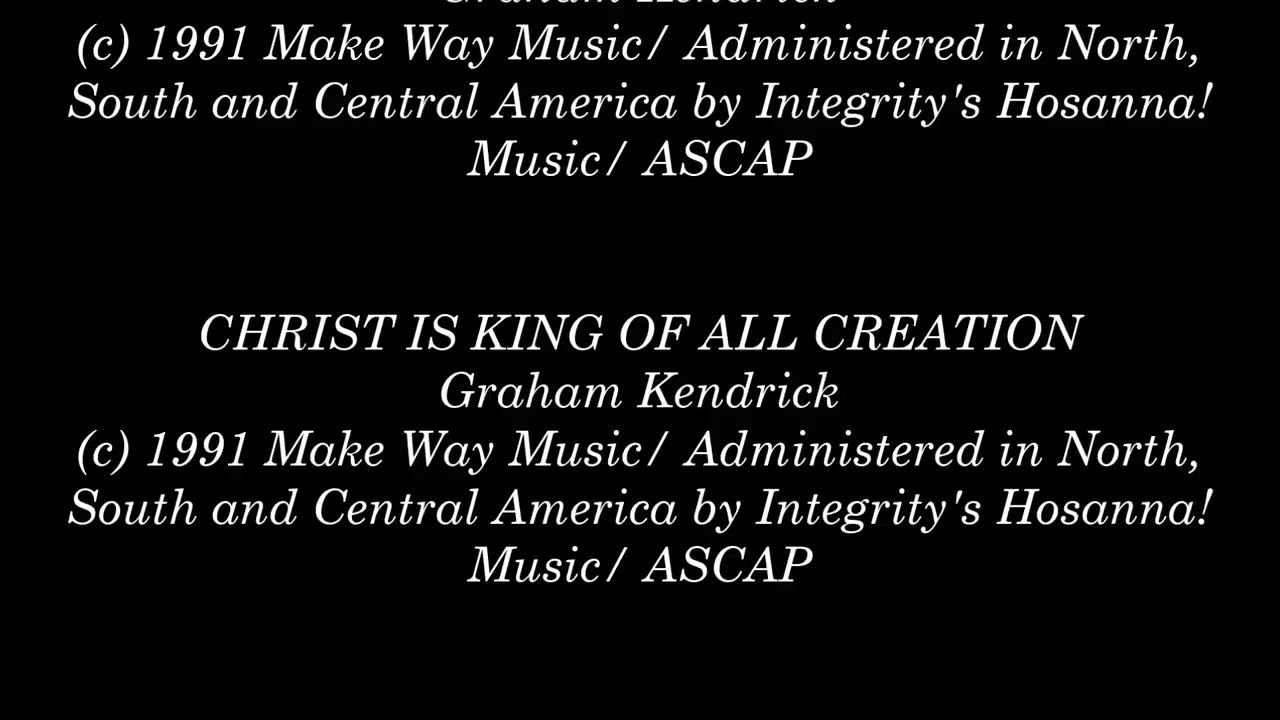 Graham Kendrick
(c) 1991 Make Way Music/ Administered in North,
South and Central America by Integrity's Hosanna!
Music/ ASCAP
CHRIST IS KING OF ALL CREATION
Graham Kendrick
(c) 1991 Make Way Music/ Administered in North,
South and Central America by Integrity's Hosanna!
Music/ ASCAP